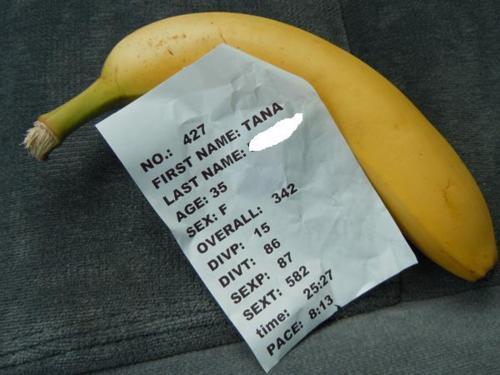 NO.: 427
FIRST NAME: TANA
LAST NAME:
AGE: 35
SEX: F
OVERALL: 342
DIVP: 15
DIVT: 86
SEXP: 87
SEXT: 582
time: 25:27
PACE: 8:13